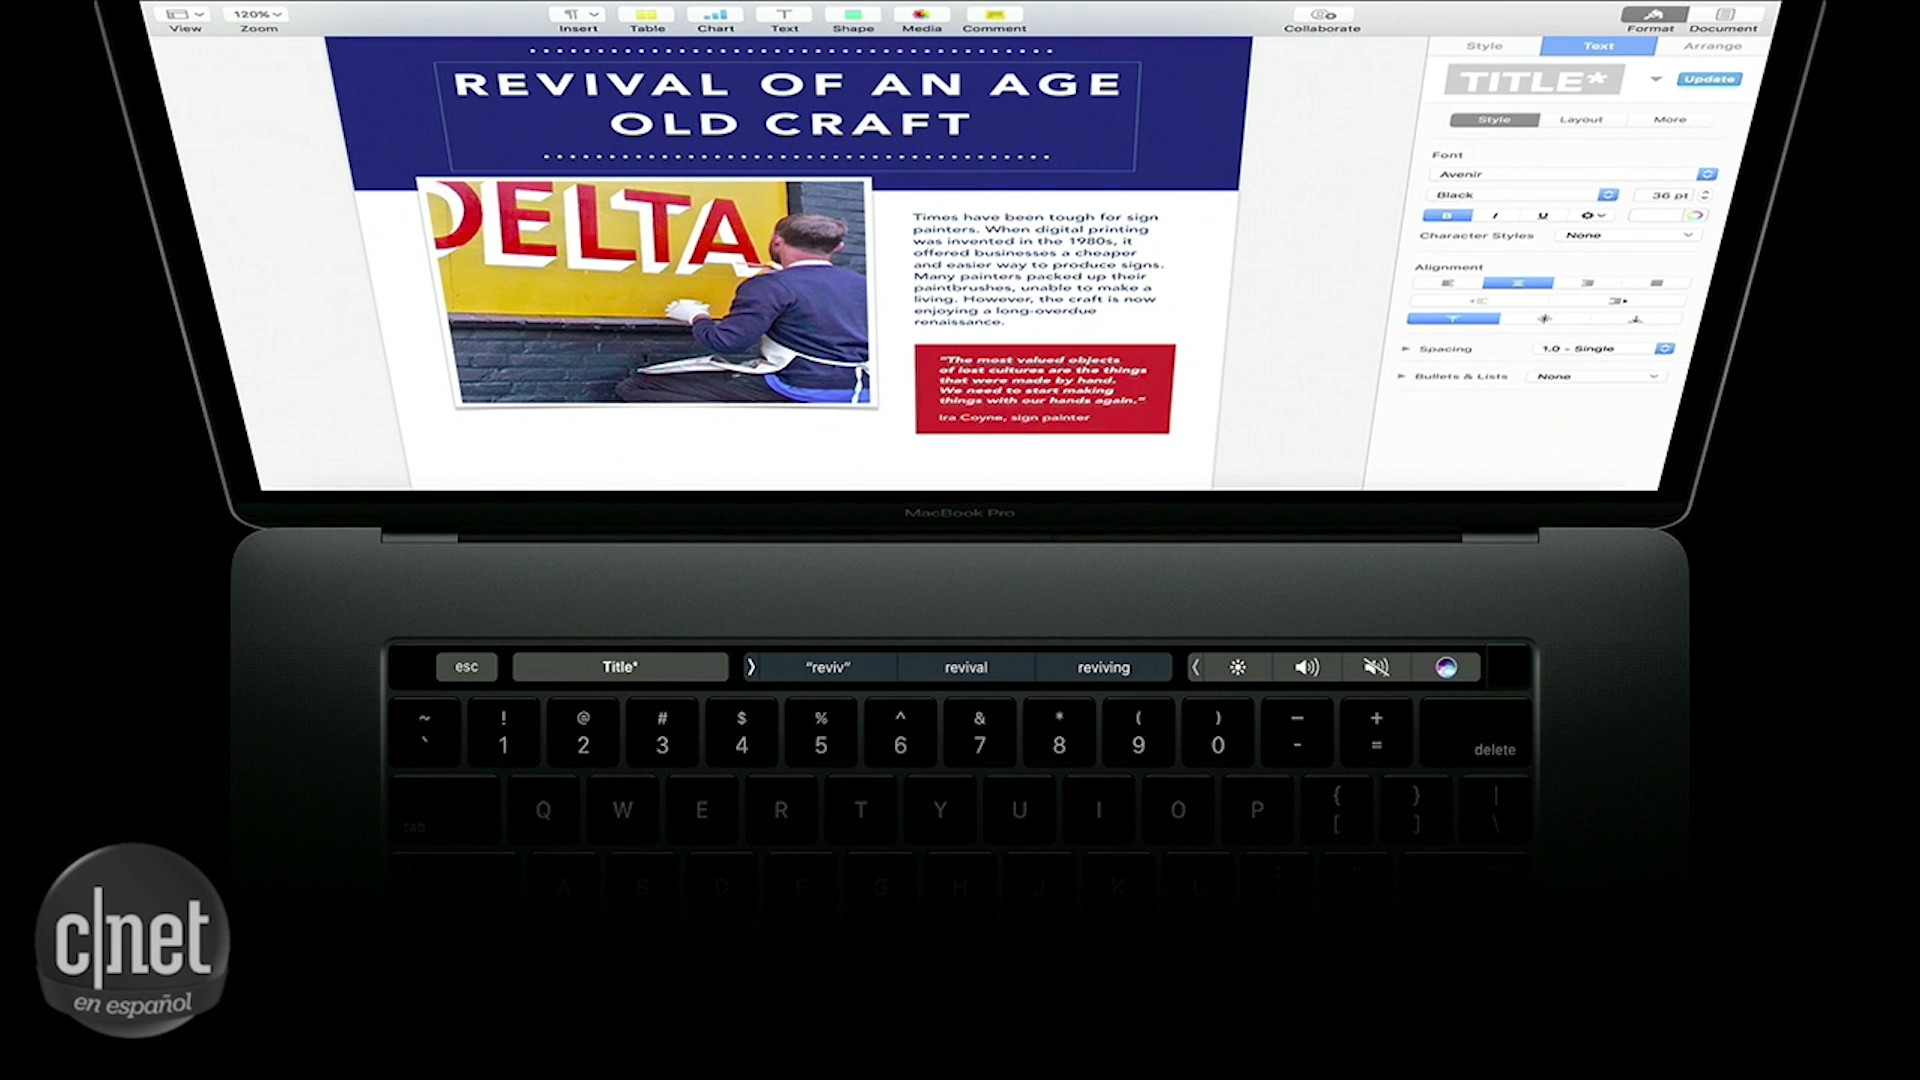 120%
View
Zoom
Insert
Table
Chart
Text
Shape
Media
Comment
Collaborate
Format
Document
REVIVAL OF AN AGE
OLD CRAFT
DELTA
Times have been tough for sign
painters. When digital printing
was invented in the 1980s, it
offered businesses a cheaper
and easier way to produce signs.
Many painters packed up their
paintbrushes, unable to make a
living. However, the craft is now
enjoying a long-overdue
renaissance.
"The most valued objects
of lost cultures are the things
that were made by hand.
We need to start making
things with our hands again."
Ira Coyne, sign painter
Style
Text
Arrange
TITLE*
Update
Style
Layout
More
Font
Avenir
Black
36 pt
B I U
Character Styles
None
Alignment
Spacing
1.0 - Single
Bullets & Lists
None
MacBook Pro
esc
Title*
"reviv"
revival
reviving
~ ! @ # $ % ^ & * ( ) – +
` 1 2 3 4 5 6 7 8 9 0 - =
delete
tab
Q W E R T Y U I O P { } |
[ ] \
A S D F G H J K L : "
c|net
en español